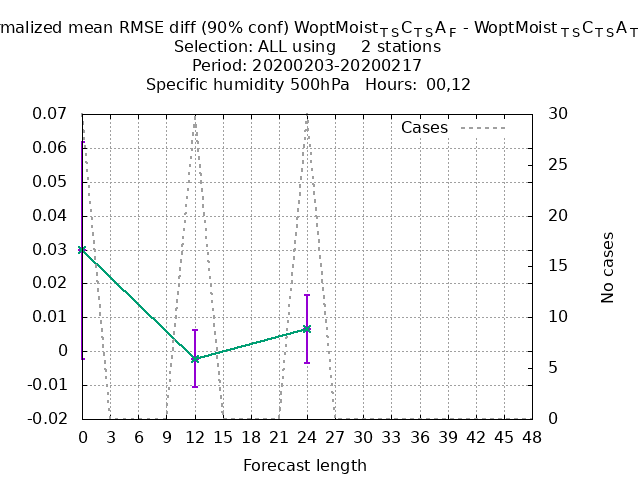 mean RMSE diff (90% conf) WoptMoist_TSC_TSA_F - WoptMoist_TSC_TSA_T
Selection: ALL using 2 stations
Period: 20200203-20200217
Specific humidity 500hPa Hours: 00,12
Cases
0.07
0.06
0.05
0.04
0.03
0.02
0.01
0
-0.01
-0.02
30
25
20
15
10
5
0
No cases
0 3 6 9 12 15 18 21 24 27 30 33 36 39 42 45 48
Forecast length